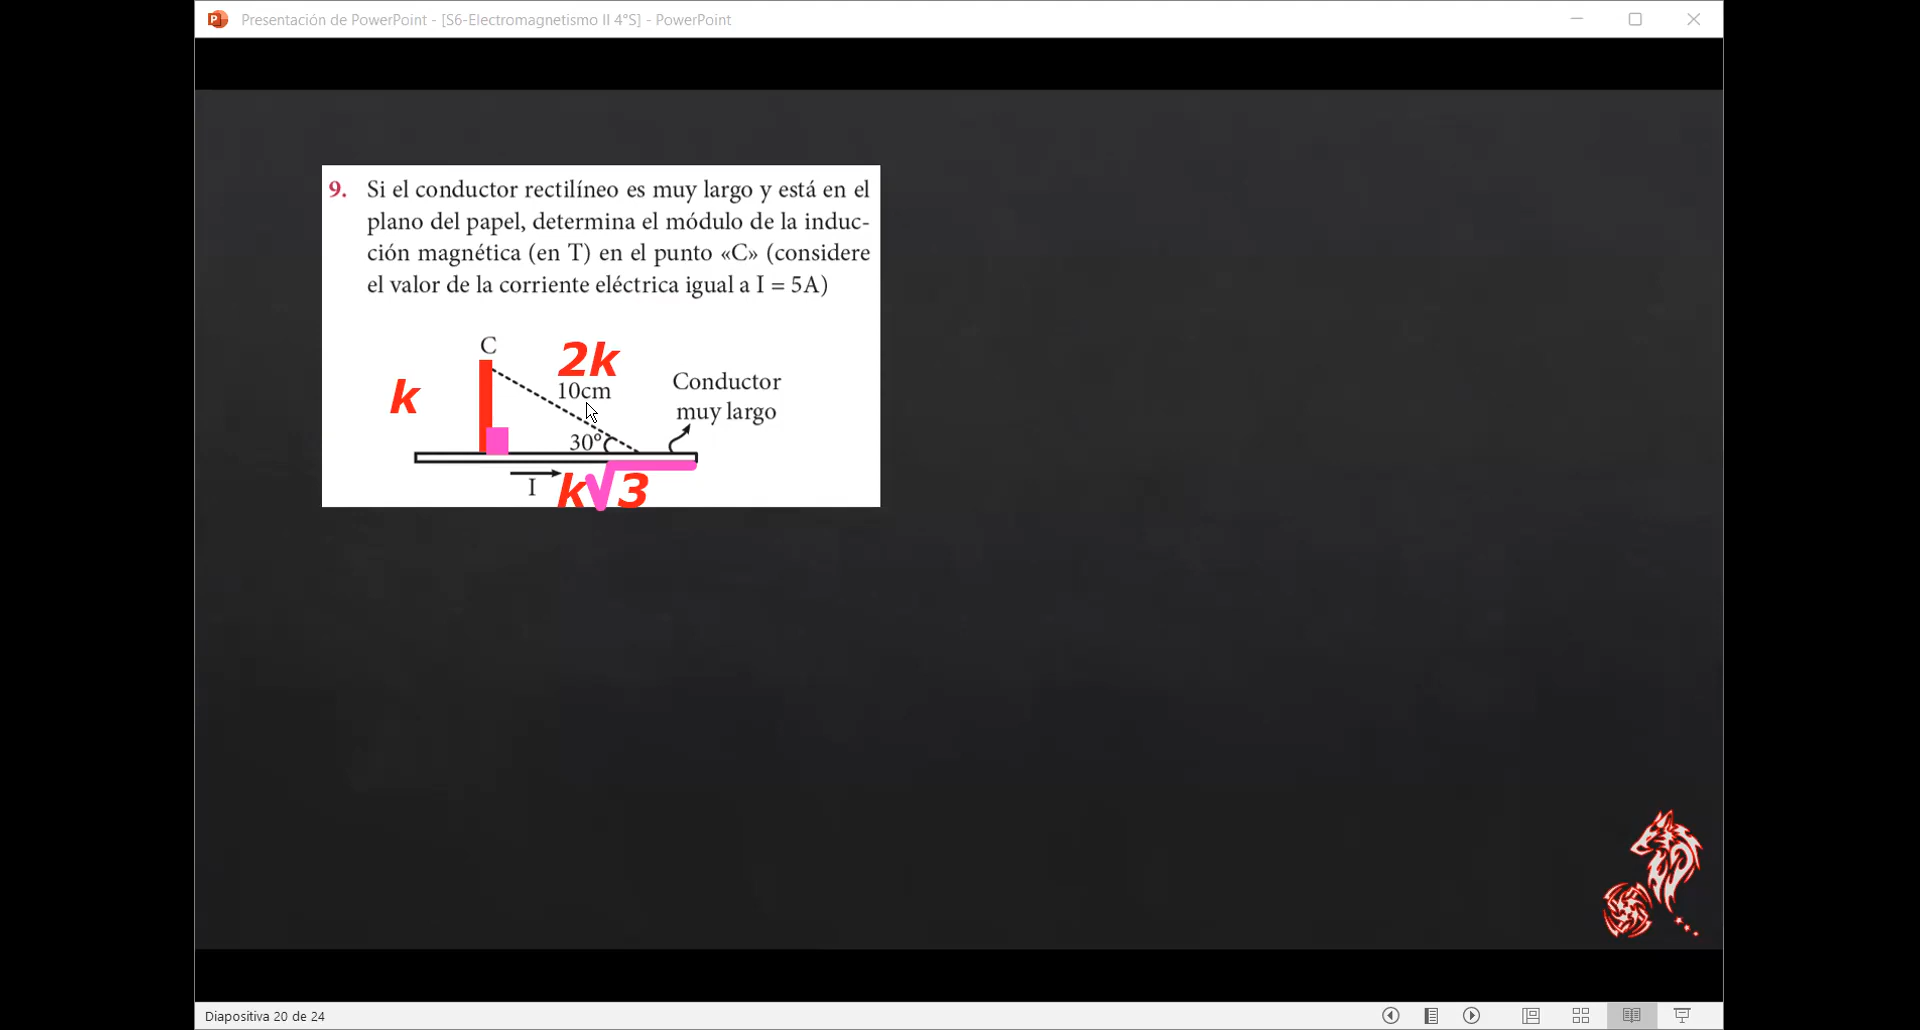 Presentación de PowerPoint - [S6-Electromagnetismo II 4°S] - PowerPoint
9. Si el conductor rectilíneo es muy largo y está en el
plano del papel, determina el módulo de la induc-
ción magnética (en T) en el punto «C» (considere
el valor de la corriente eléctrica igual a I = 5A)
C
2k
10cm
k
Conductor
muy largo
30°
I
k√3
Diapositiva 20 de 24